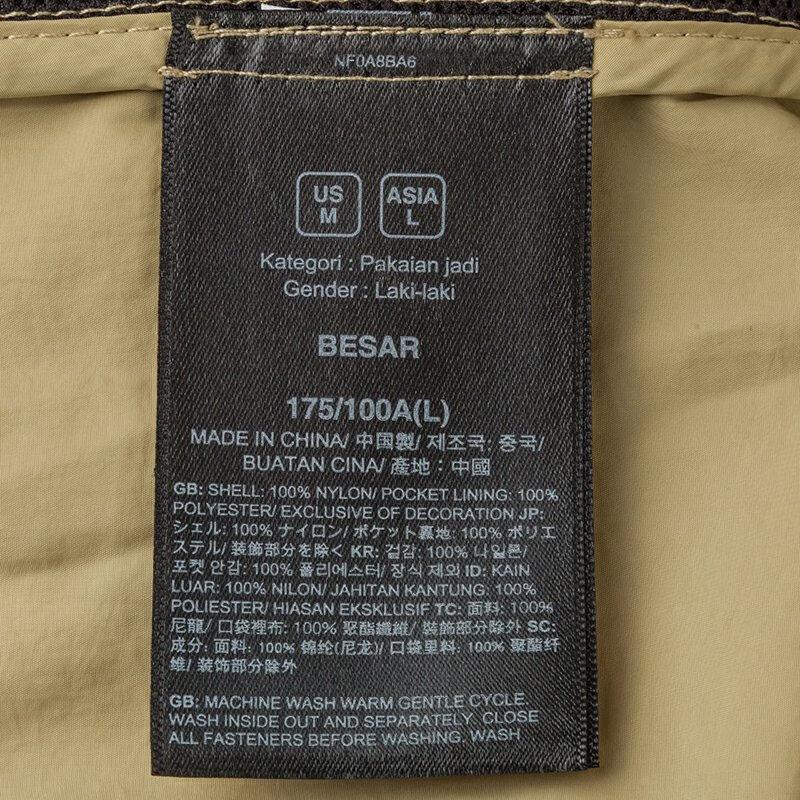 NF0A8BA6
US
M
ASIA
L
Kategori : Pakaian jadi
Gender : Laki-laki
BESAR
175/100A(L)
MADE IN CHINA/ 中国製/ 제조국: 중국/
BUATAN CINA/ 產地：中國
GB: SHELL: 100% NYLON/ POCKET LINING: 100%
POLYESTER/ EXCLUSIVE OF DECORATION JP:
シェル: 100% ナイロン/ ポケット裏地: 100% ポリエ
ステル/ 装飾部分を除く KR: 겉감: 100% 나일론/
포켓 안감: 100% 폴리에스터/ 장식 제외 ID: KAIN
LUAR: 100% NILON/ JAHITAN KANTUNG: 100%
POLIESTER/ HIASAN EKSKLUSIF TC: 面料: 100%
尼龍/ 口袋裡布: 100% 聚酯纖維/ 裝飾部分除外 SC:
成分: 面料: 100% 锦纶(尼龙)/ 口袋里料: 100% 聚酯纤
维/ 装饰部分除外
GB: MACHINE WASH WARM GENTLE CYCLE.
WASH INSIDE OUT AND SEPARATELY. CLOSE
ALL FASTENERS BEFORE WASHING. WASH